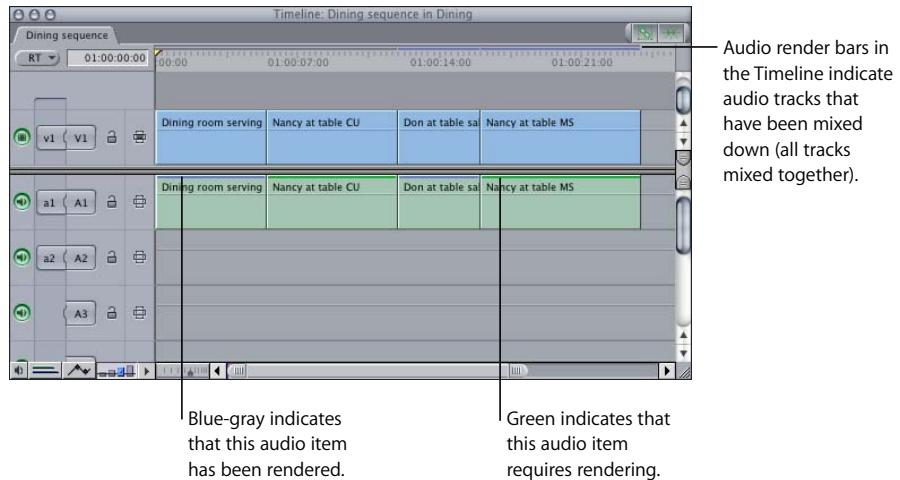 Timeline: Dining sequence in Dining
Dining sequence
RT 01:00:00:00 00:00 01:00:07:00 01:00:14:00 01:00:21:00
v1 V1 Dining room serving Nancy at table CU Don at table sal Nancy at table MS
a1 A1 Dining room serving Nancy at table CU Don at table sal Nancy at table MS
a2 A2
A3
Audio render bars in
the Timeline indicate
audio tracks that
have been mixed
down (all tracks
mixed together).
Blue-gray indicates
that this audio item
has been rendered.
Green indicates that
this audio item
requires rendering.